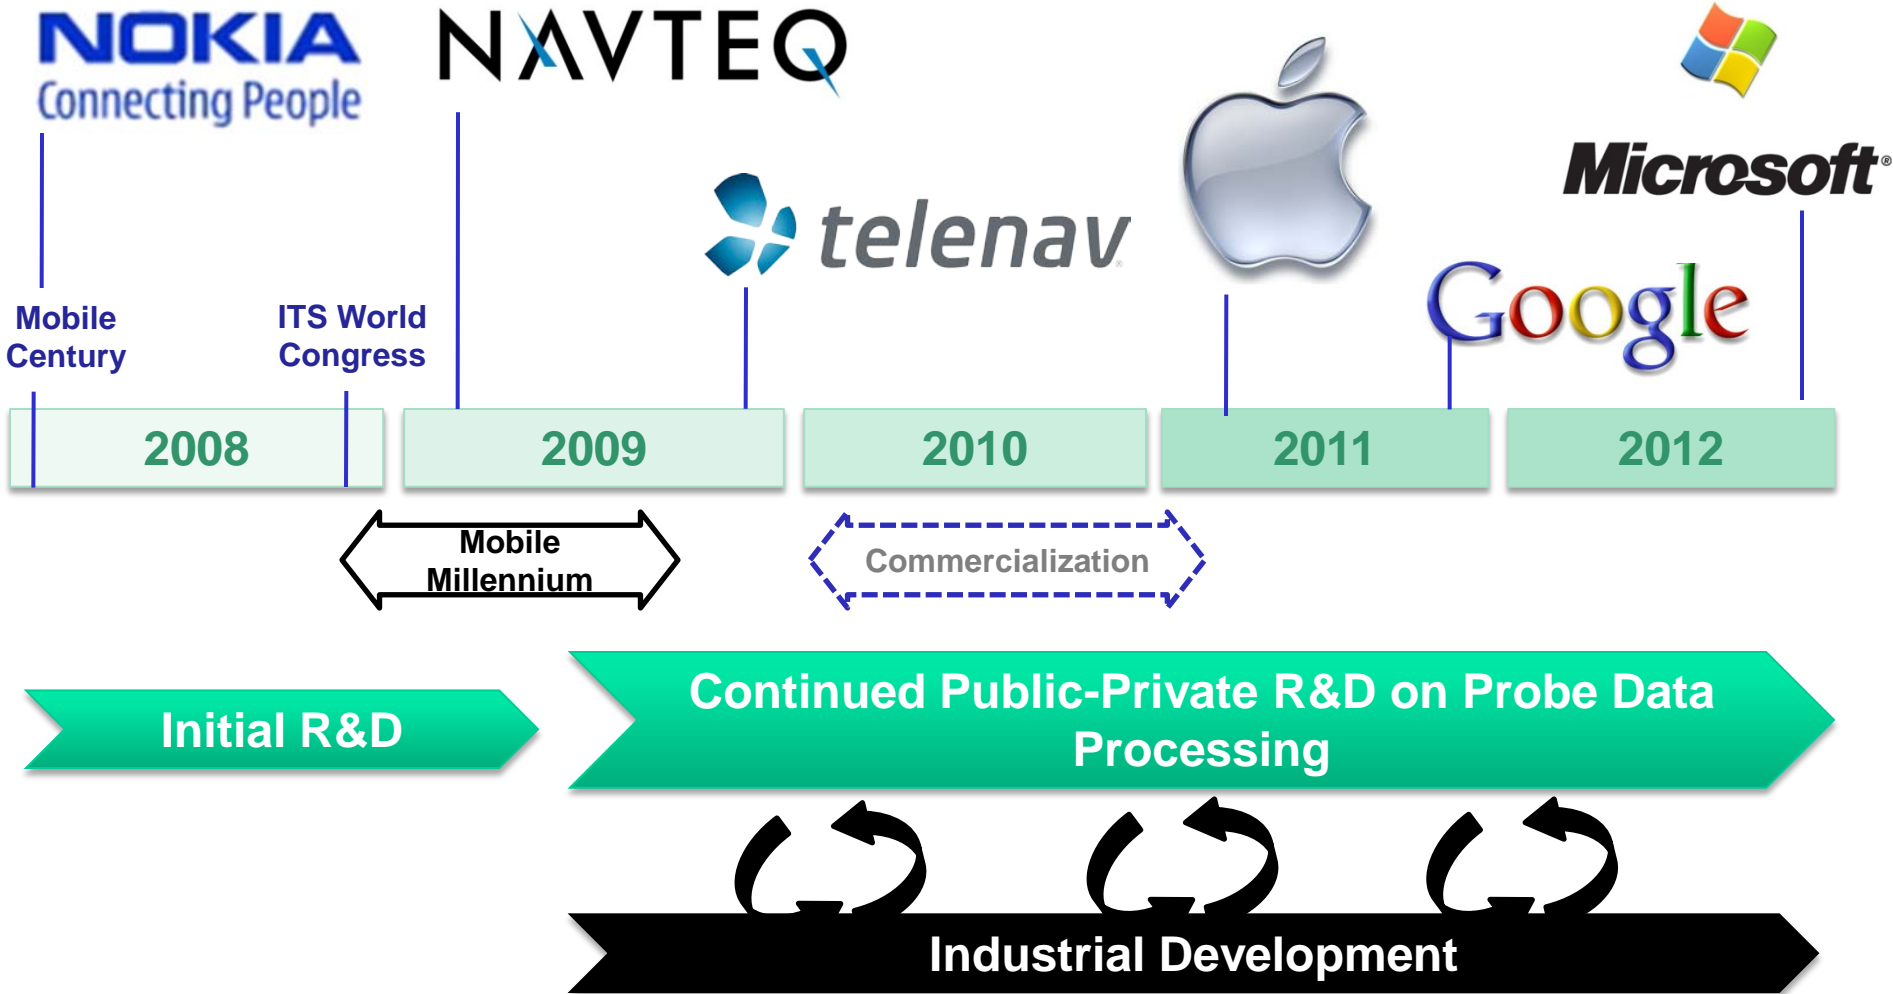 NOKIA
Connecting People
NAVTEQ
telenav
Microsoft®
Google
Mobile
Century
ITS World
Congress
2008
2009
2010
2011
2012
Mobile
Millennium
Commercialization
Initial R&D
Continued Public-Private R&D on Probe Data
Processing
Industrial Development